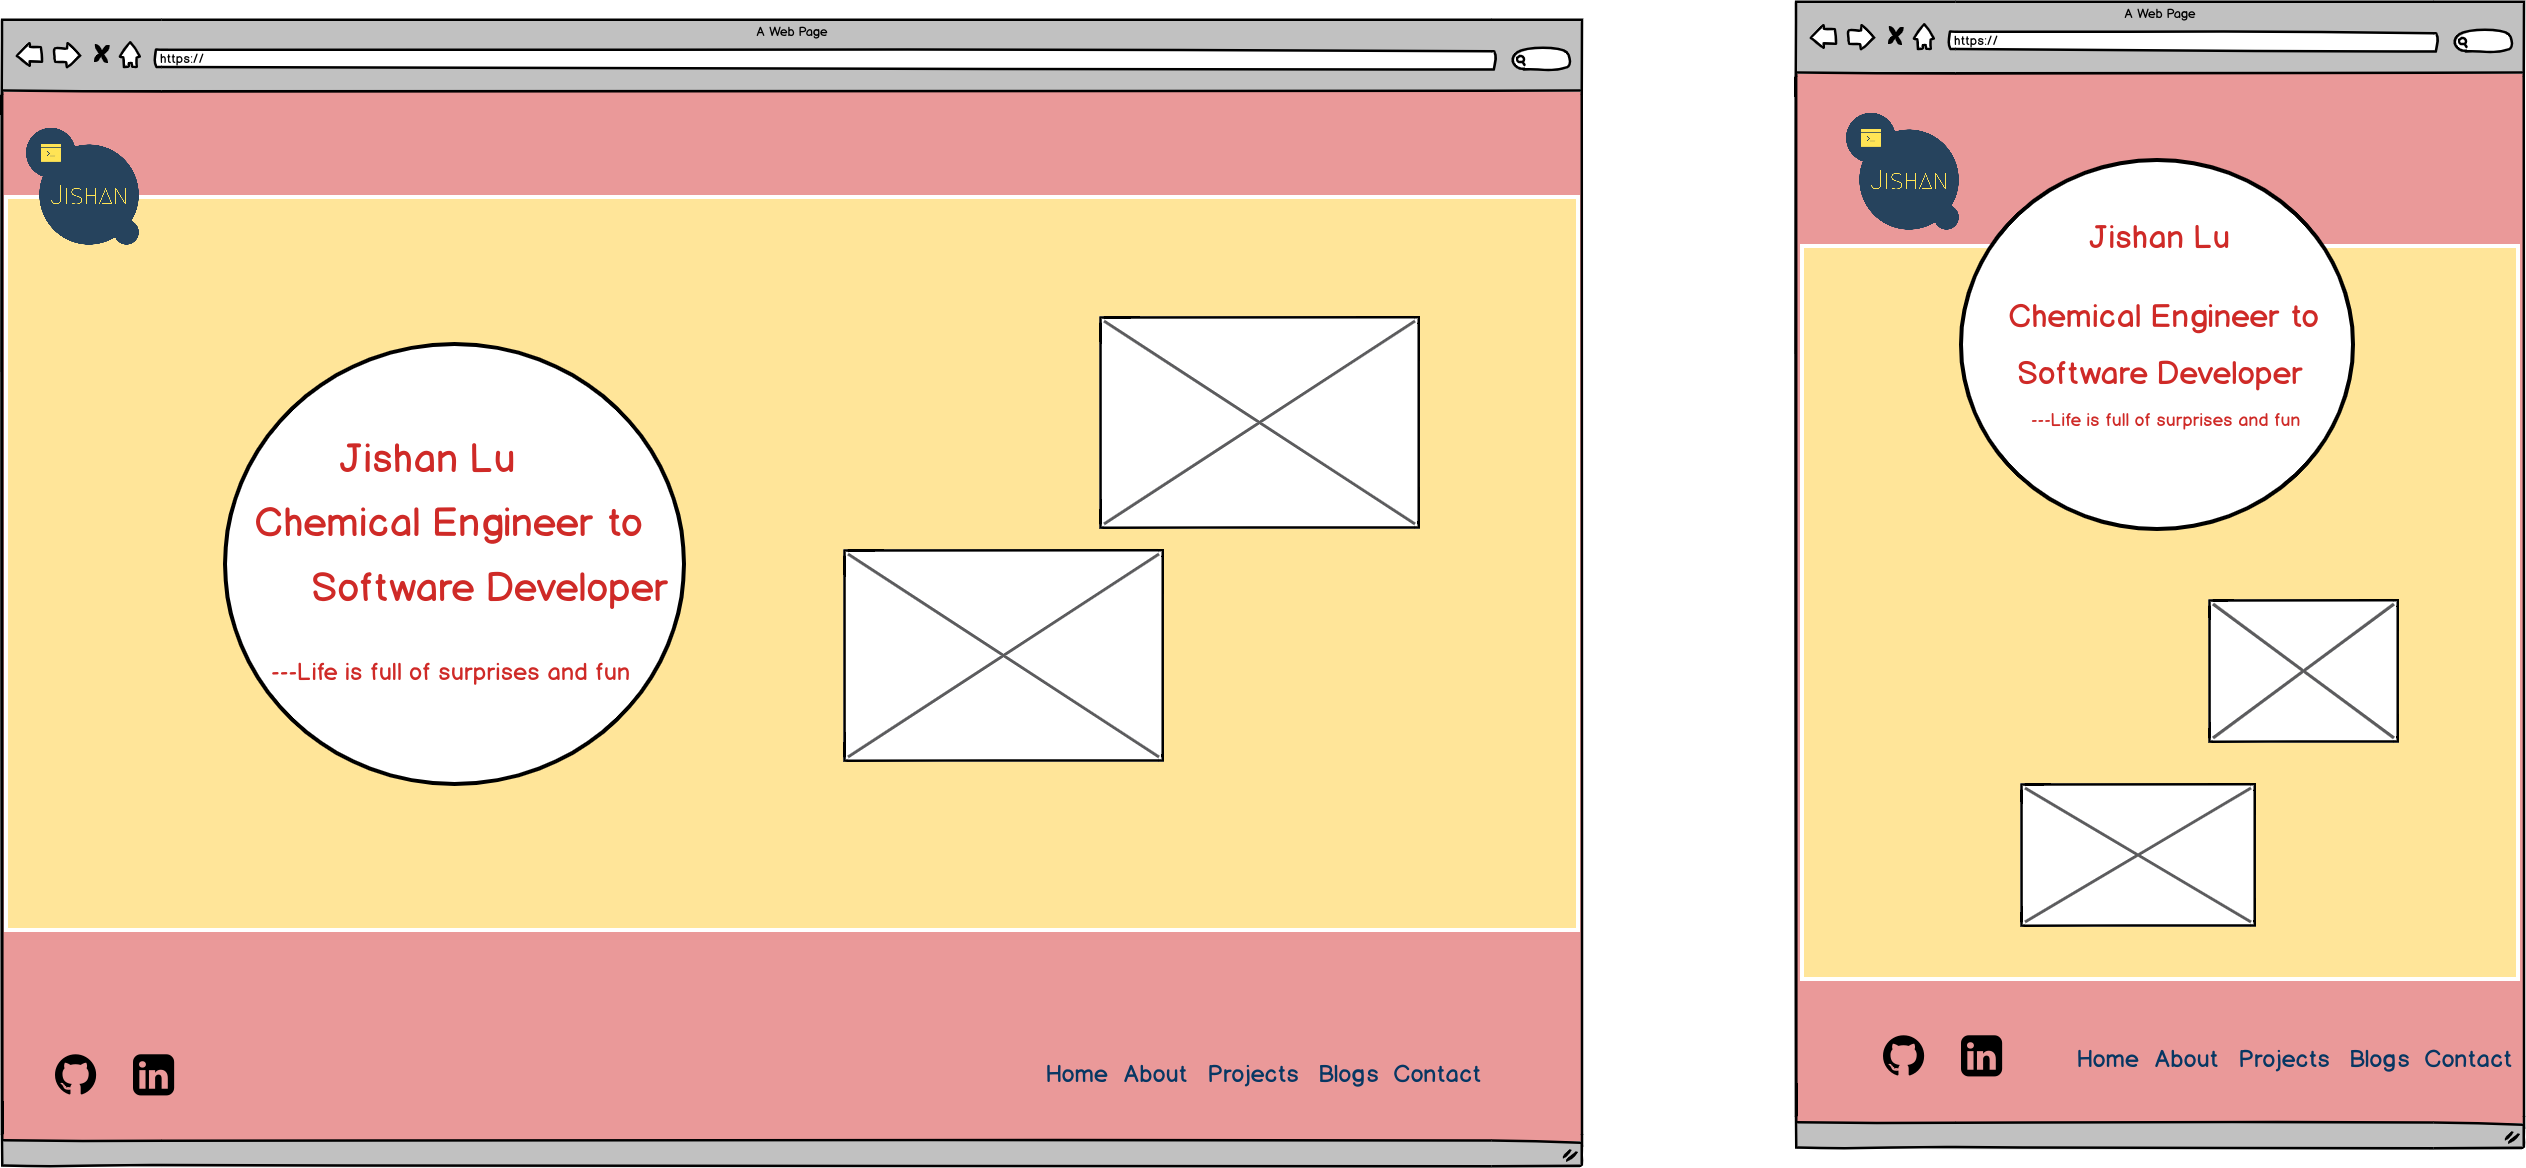 A Web Page
https://
JISHAN
Jishan Lu
Chemical Engineer to
Software Developer
---Life is full of surprises and fun
in
Home About Projects Blogs Contact
A Web Page
https://
JISHAN
Jishan Lu
Chemical Engineer to
Software Developer
---Life is full of surprises and fun
in
Home About Projects Blogs Contact